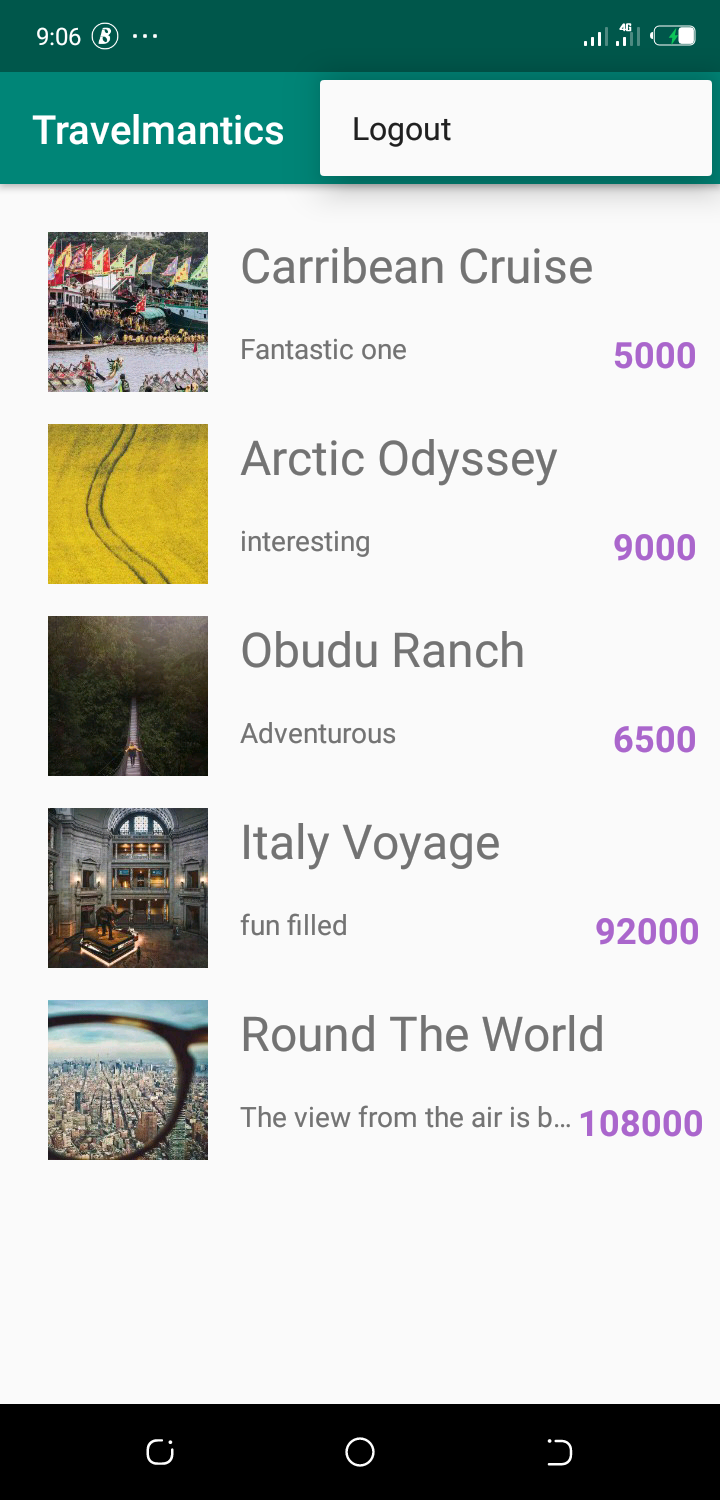 9:06 B ...
4G
Travelmantics
Logout
Carribean Cruise
Fantastic one
5000
Arctic Odyssey
interesting
9000
Obudu Ranch
Adventurous
6500
Italy Voyage
fun filled
92000
Round The World
The view from the air is b... 108000